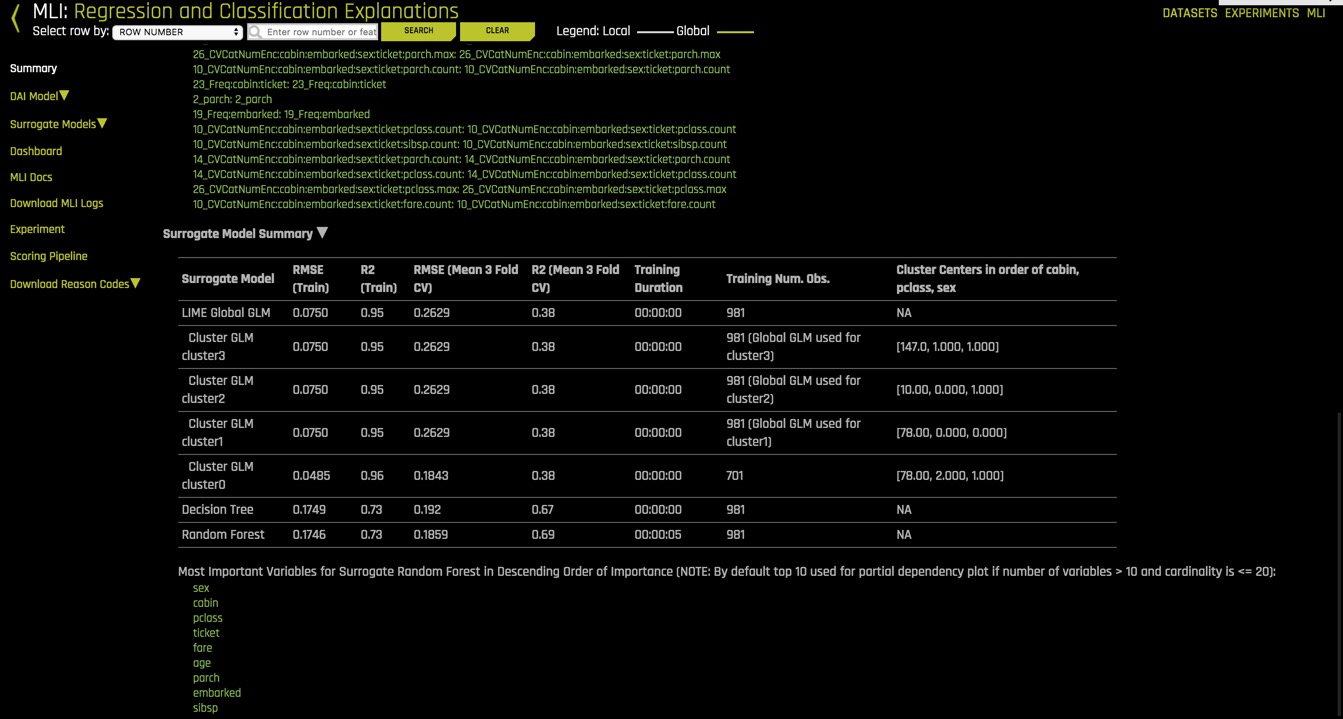 MLI: Regression and Classification Explanations
DATASETS EXPERIMENTS MLI
Select row by: ROW NUMBER Enter row number or feat SEARCH CLEAR Legend: Local Global
Summary
DAI Model▼
Surrogate Models▼
Dashboard
MLI Docs
Download MLI Logs
Experiment
Scoring Pipeline
Download Reason Codes▼
26_CVCatNumEnc:cabin:embarked:sex:ticket:parch.max: 26_CVCatNumEnc:cabin:embarked:sex:ticket:parch.max
10_CVCatNumEnc:cabin:embarked:sex:ticket:parch.count: 10_CVCatNumEnc:cabin:embarked:sex:ticket:parch.count
23_Freq:cabin:ticket: 23_Freq:cabin:ticket
2_parch: 2_parch
19_Freq:embarked: 19_Freq:embarked
10_CVCatNumEnc:cabin:embarked:sex:ticket:pclass.count: 10_CVCatNumEnc:cabin:embarked:sex:ticket:pclass.count
10_CVCatNumEnc:cabin:embarked:sex:ticket:sibsp.count: 10_CVCatNumEnc:cabin:embarked:sex:ticket:sibsp.count
14_CVCatNumEnc:cabin:embarked:sex:ticket:parch.count: 14_CVCatNumEnc:cabin:embarked:sex:ticket:parch.count
14_CVCatNumEnc:cabin:embarked:sex:ticket:pclass.count: 14_CVCatNumEnc:cabin:embarked:sex:ticket:pclass.count
26_CVCatNumEnc:cabin:embarked:sex:ticket:pclass.max: 26_CVCatNumEnc:cabin:embarked:sex:ticket:pclass.max
10_CVCatNumEnc:cabin:embarked:sex:ticket:fare.count: 10_CVCatNumEnc:cabin:embarked:sex:ticket:fare.count
Surrogate Model Summary ▼
Surrogate Model RMSE (Train) R2 (Train) RMSE (Mean 3 Fold CV) R2 (Mean 3 Fold CV) Training Duration Training Num. Obs. Cluster Centers in order of cabin, pclass, sex
LIME Global GLM 0.0750 0.95 0.2629 0.38 00:00:00 981 NA
Cluster GLM cluster3 0.0750 0.95 0.2629 0.38 00:00:00 981 (Global GLM used for cluster3) [147.0, 1.000, 1.000]
Cluster GLM cluster2 0.0750 0.95 0.2629 0.38 00:00:00 981 (Global GLM used for cluster2) [10.00, 0.000, 1.000]
Cluster GLM cluster1 0.0750 0.95 0.2629 0.38 00:00:00 981 (Global GLM used for cluster1) [78.00, 0.000, 0.000]
Cluster GLM cluster0 0.0485 0.96 0.1843 0.38 00:00:00 701 [78.00, 2.000, 1.000]
Decision Tree 0.1749 0.73 0.192 0.67 00:00:00 981 NA
Random Forest 0.1746 0.73 0.1859 0.69 00:00:05 981 NA
Most Important Variables for Surrogate Random Forest in Descending Order of Importance (NOTE: By default top 10 used for partial dependency plot if number of variables > 10 and cardinality is <= 20):
sex
cabin
pclass
ticket
fare
age
parch
embarked
sibsp